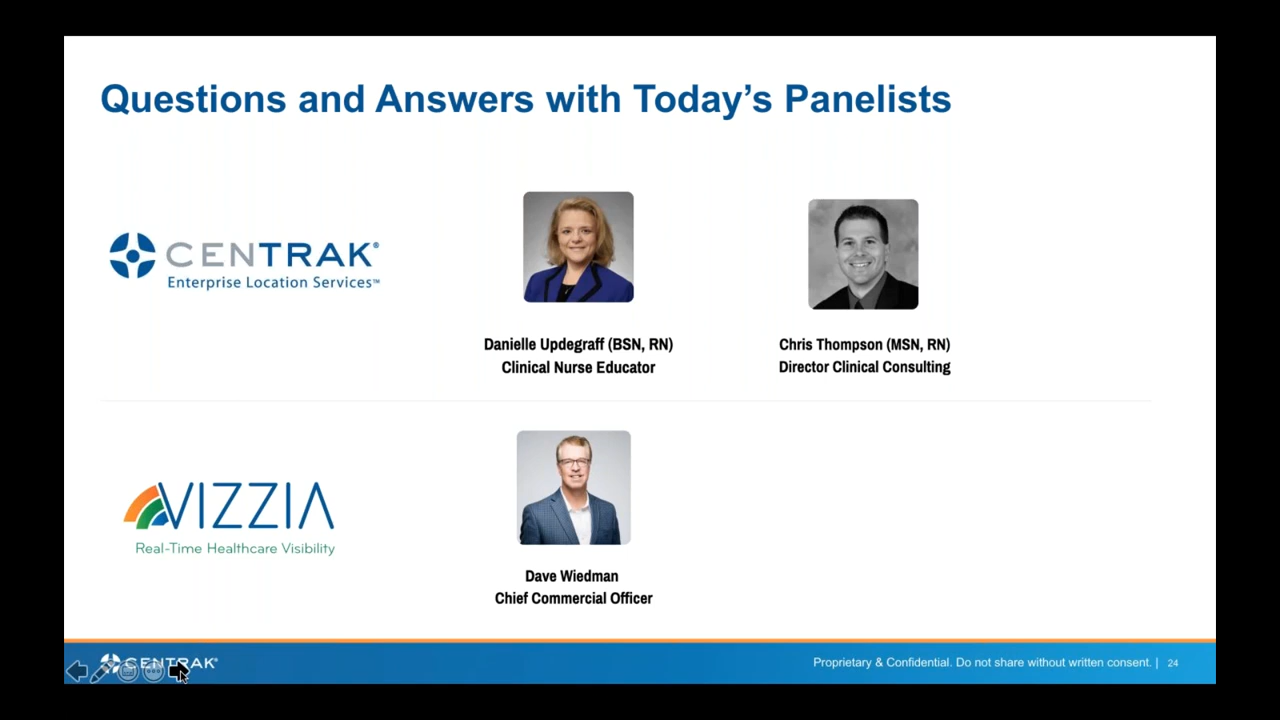 Questions and Answers with Today's Panelists
CENTRAK®
Enterprise Location Services™
Danielle Updegraff (BSN, RN)
Clinical Nurse Educator
Chris Thompson (MSN, RN)
Director Clinical Consulting
VIZZIA
Real-Time Healthcare Visibility
Dave Wiedman
Chief Commercial Officer
CENTRAK®
Proprietary & Confidential. Do not share without written consent. | 24